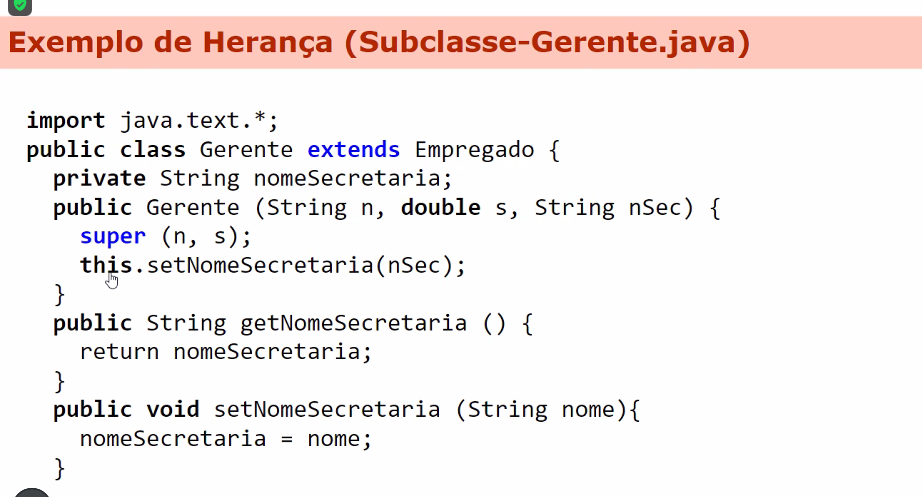 Exemplo de Herança (Subclasse-Gerente.java)
import java.text.*;
public class Gerente extends Empregado {
private String nomeSecretaria;
public Gerente (String n, double s, String nSec) {
super (n, s);
this.setNomeSecretaria(nSec);
}
public String getNomeSecretaria () {
return nomeSecretaria;
}
public void setNomeSecretaria (String nome){
nomeSecretaria = nome;
}